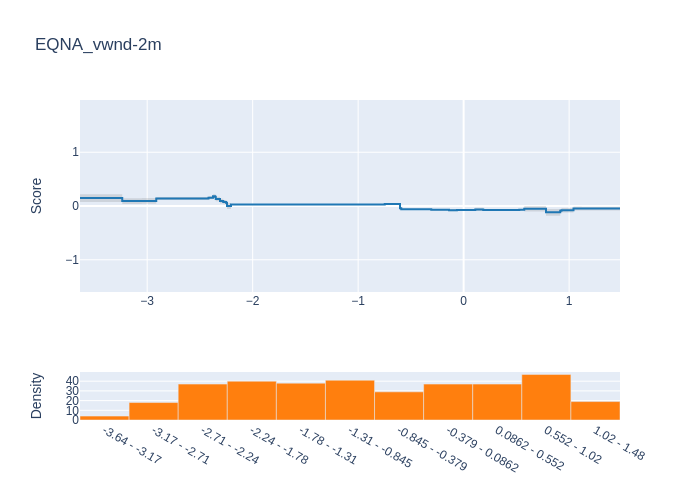 EQNA_vwnd-2m
Score
1
0
−1
−3
−2
−1
0
1
Density
40
30
20
10
0
-3.64 - -3.17
-3.17 - -2.71
-2.71 - -2.24
-2.24 - -1.78
-1.78 - -1.31
-1.31 - -0.845
-0.845 - -0.379
-0.379 - 0.0862
0.0862 - 0.552
0.552 - 1.02
1.02 - 1.48